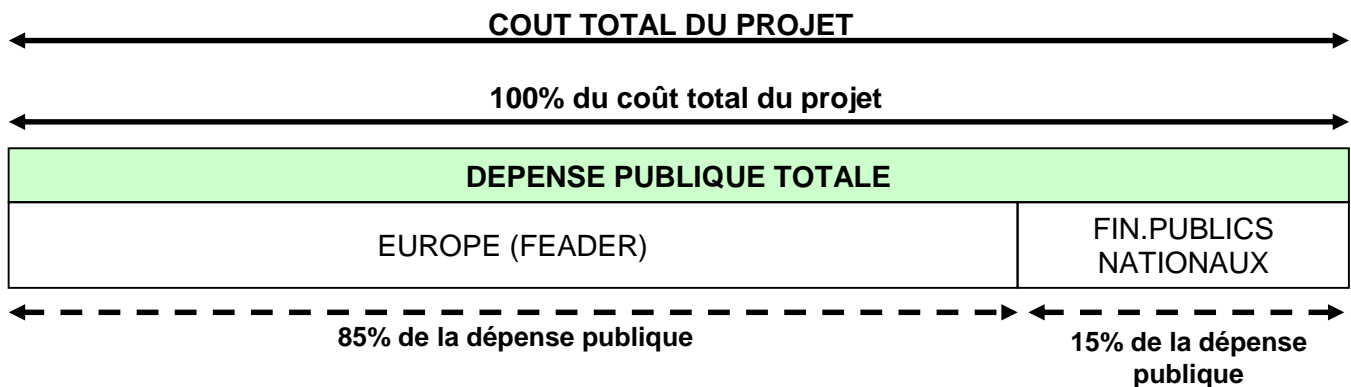 COUT TOTAL DU PROJET
100% du coût total du projet
DEPENSE PUBLIQUE TOTALE
EUROPE (FEADER)
FIN.PUBLICS
NATIONAUX
85% de la dépense publique
15% de la dépense
publique